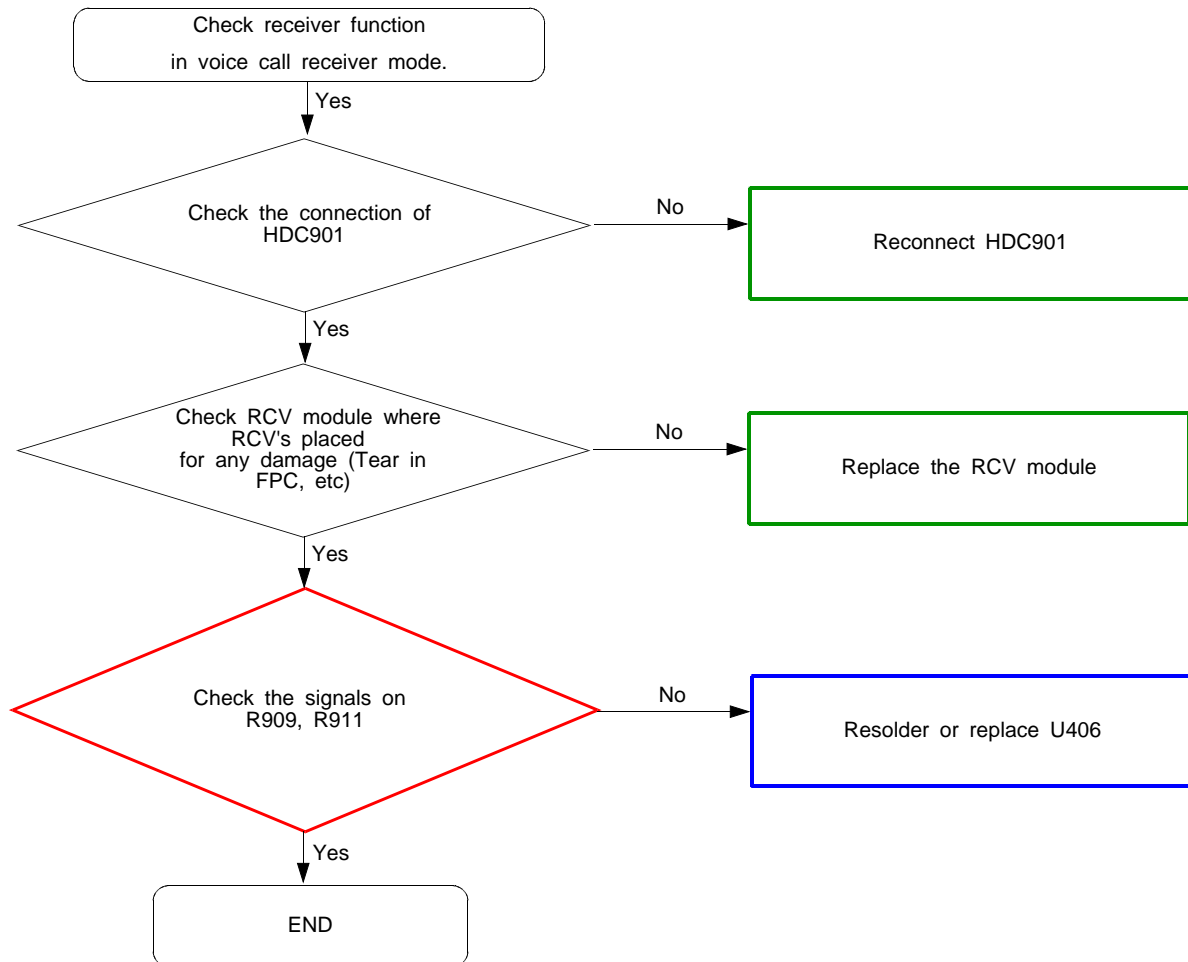 Check receiver function
in voice call receiver mode.
Yes
Check the connection of
HDC901
No
Reconnect HDC901
Yes
Check RCV module where
RCV's placed
for any damage (Tear in
FPC, etc)
No
Replace the RCV module
Yes
Check the signals on
R909, R911
No
Resolder or replace U406
Yes
END